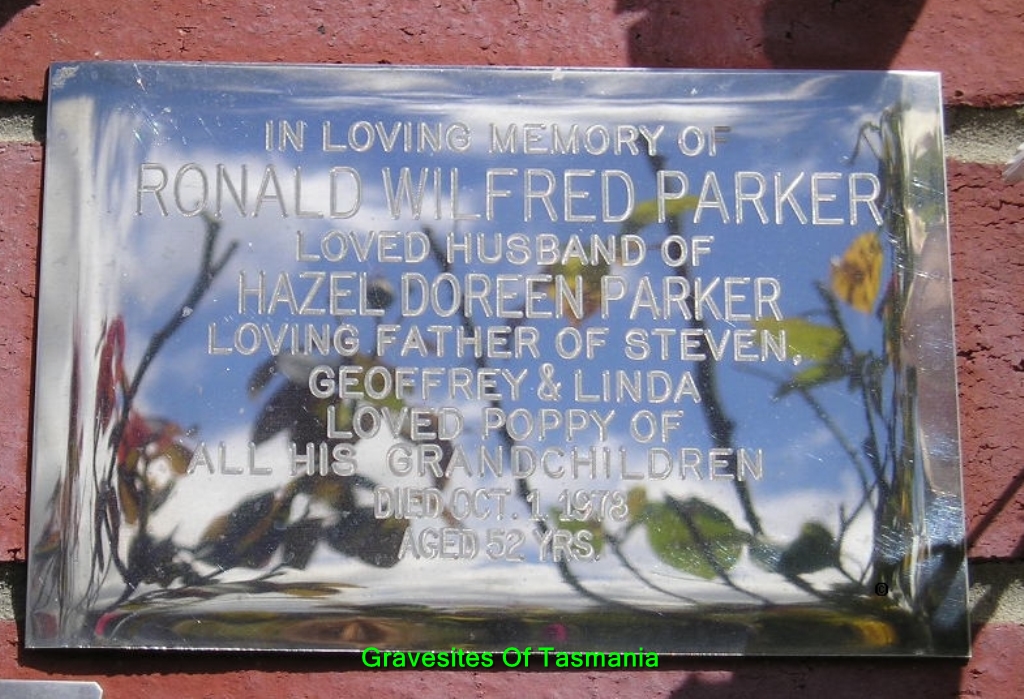 IN LOVING MEMORY OF
RONALD WILFRED PARKER
LOVED HUSBAND OF
HAZEL DOREEN PARKER
LOVING FATHER OF STEVEN,
GEOFFREY & LINDA
LOVED POPPY OF
ALL HIS GRANDCHILDREN
DIED OCT. 1 1978
AGED 52 YRS.
©
Gravesites Of Tasmania